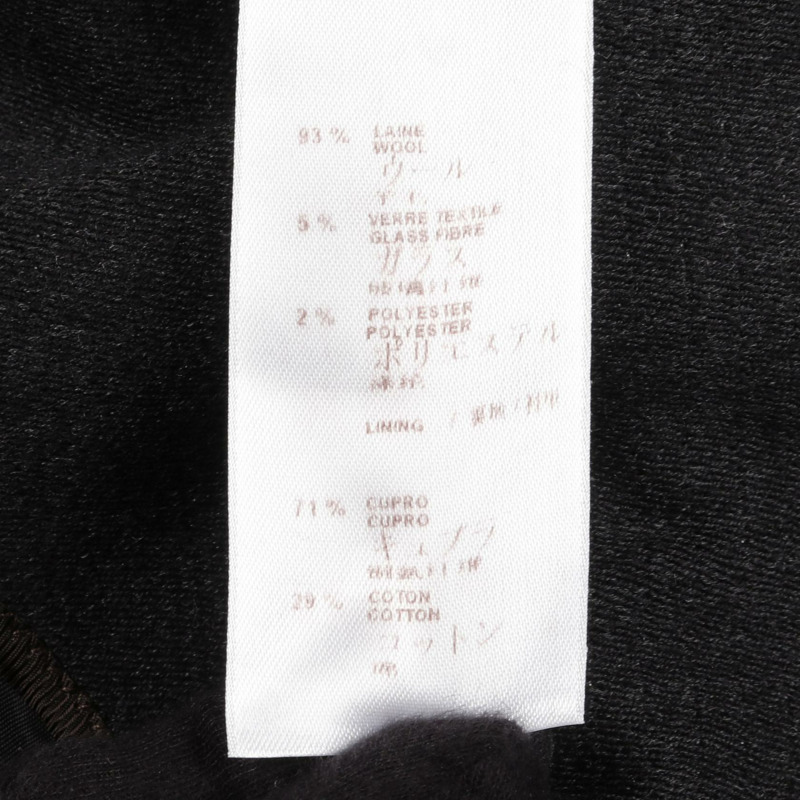 93 % LAINE
WOOL
ウール
5 % VERRE TEXTILE
GLASS FIBRE
ガラス
2 % POLYESTER
POLYESTER
ポリエステル
LINING /
71 % CUPRO
CUPRO
キュプラ
29 % COTON
COTTON
コットン
棉